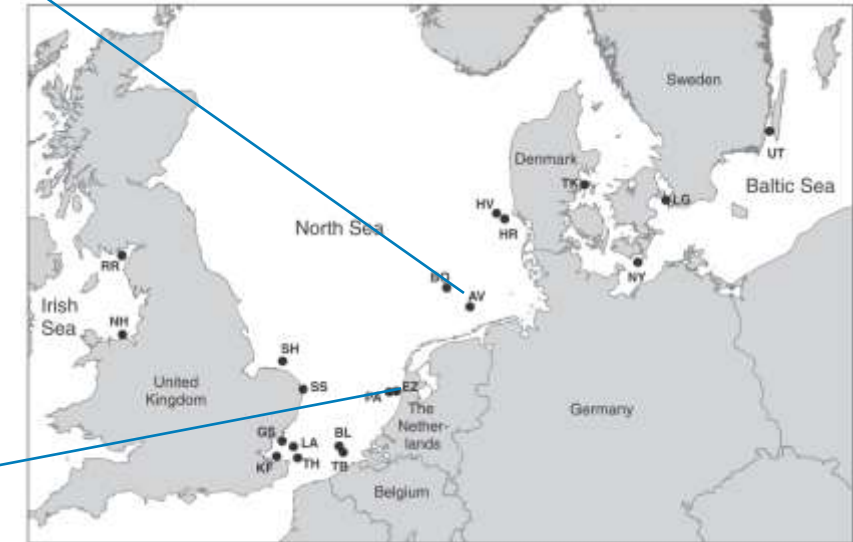 Sweden
UT
Denmark
TK
LG
Baltic Sea
HV
HR
North Sea
RR
NY
AV
Irish
Sea
NH
SH
United
Kingdom
SS
PA
EZ
The
Nether-
lands
Germany
GS
LA
BL
KF
TH
TB
Belgium